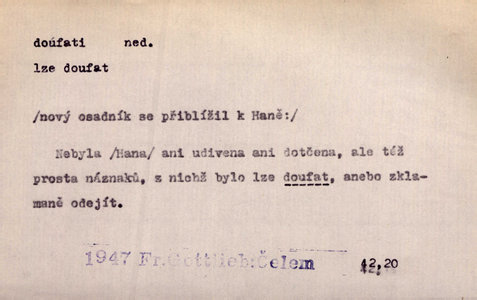 doufati ned.
lze doufat
/nový osadník se přiblížil k Haně:/
Nebyla /Hana/ ani udivena ani dotčena, ale též
prosta náznaků, z nichž bylo lze doufat, anebo zkla-
maně odejít.
1947 Fr.Gottlieb:Čelem 42,20